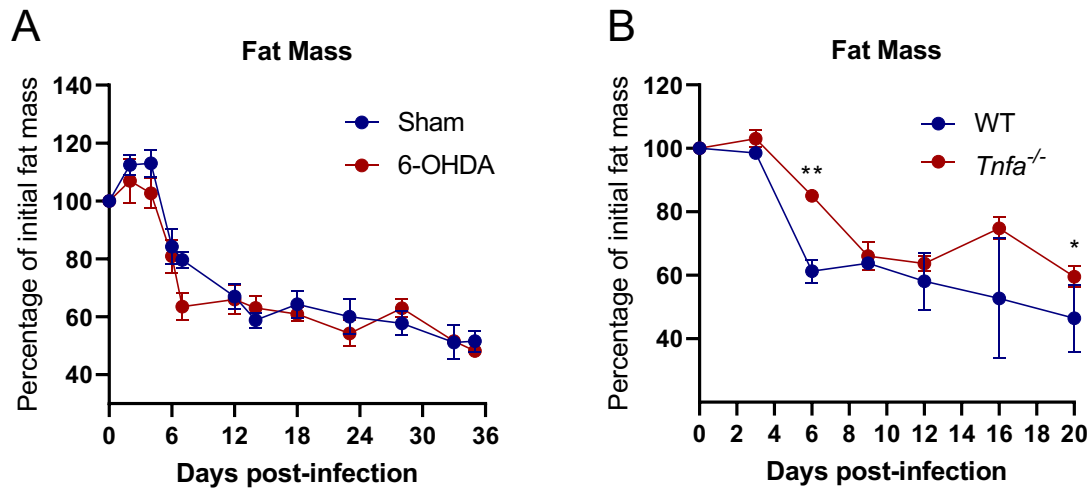 A
Fat Mass
Percentage of initial fat mass
140
120
100
80
60
40
Sham
6-OHDA
0 6 12 18 24 30 36
Days post-infection
B
Fat Mass
Percentage of initial fat mass
120
100
80
60
40
WT
Tnfa-/-
**
*
0 2 4 6 8 10 12 14 16 18 20
Days post-infection